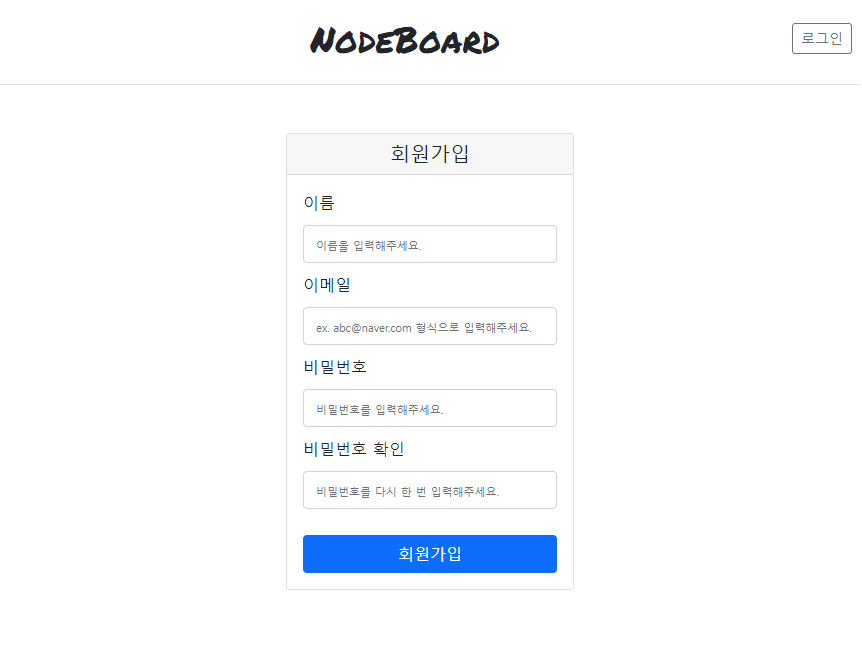 NodeBoard
로그인
회원가입
이름
이름을 입력해주세요.
이메일
ex. abc@naver.com 형식으로 입력해주세요.
비밀번호
비밀번호를 입력해주세요.
비밀번호 확인
비밀번호를 다시 한 번 입력해주세요.
회원가입